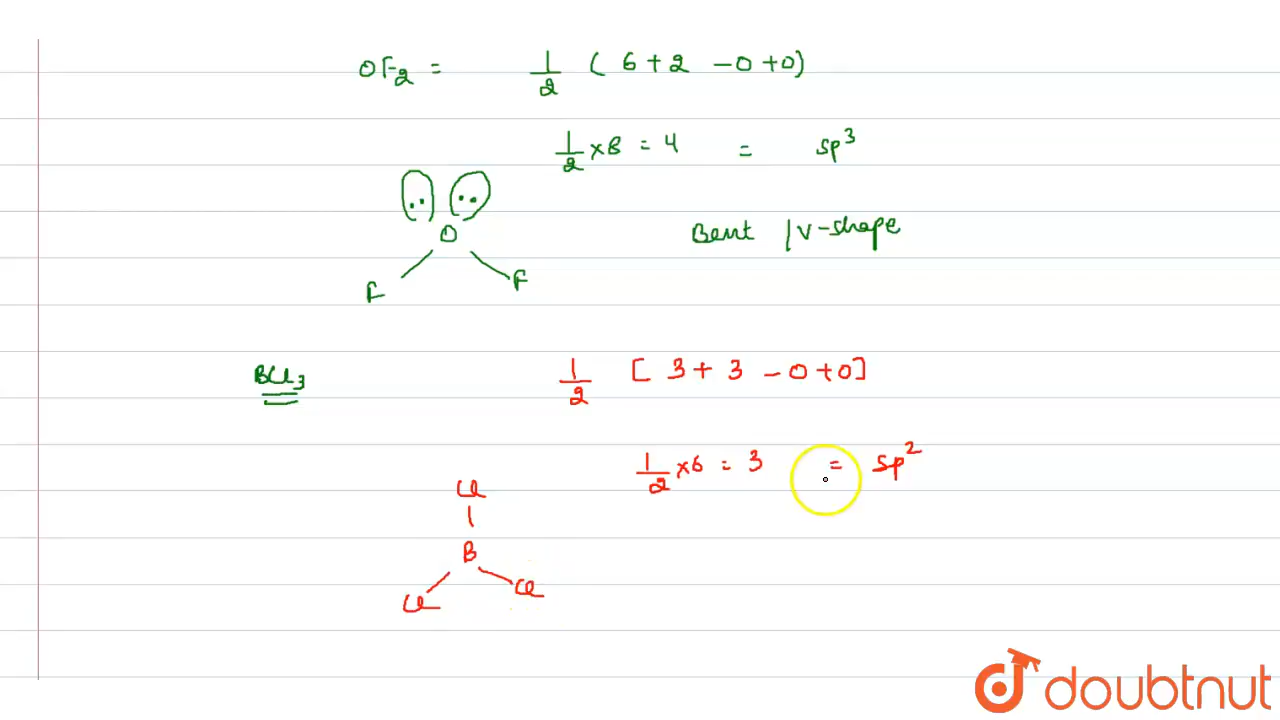 OF₂ = 1/2 ( 6 + 2 - 0 + 0)
1/2 × 8 = 4 = sp³
O
Bent /V-shape
F F
BCl₃ 1/2 [ 3 + 3 - 0 + 0 ]
1/2 × 6 = 3 = sp²
Cl
B
Cl Cl
doubtnut